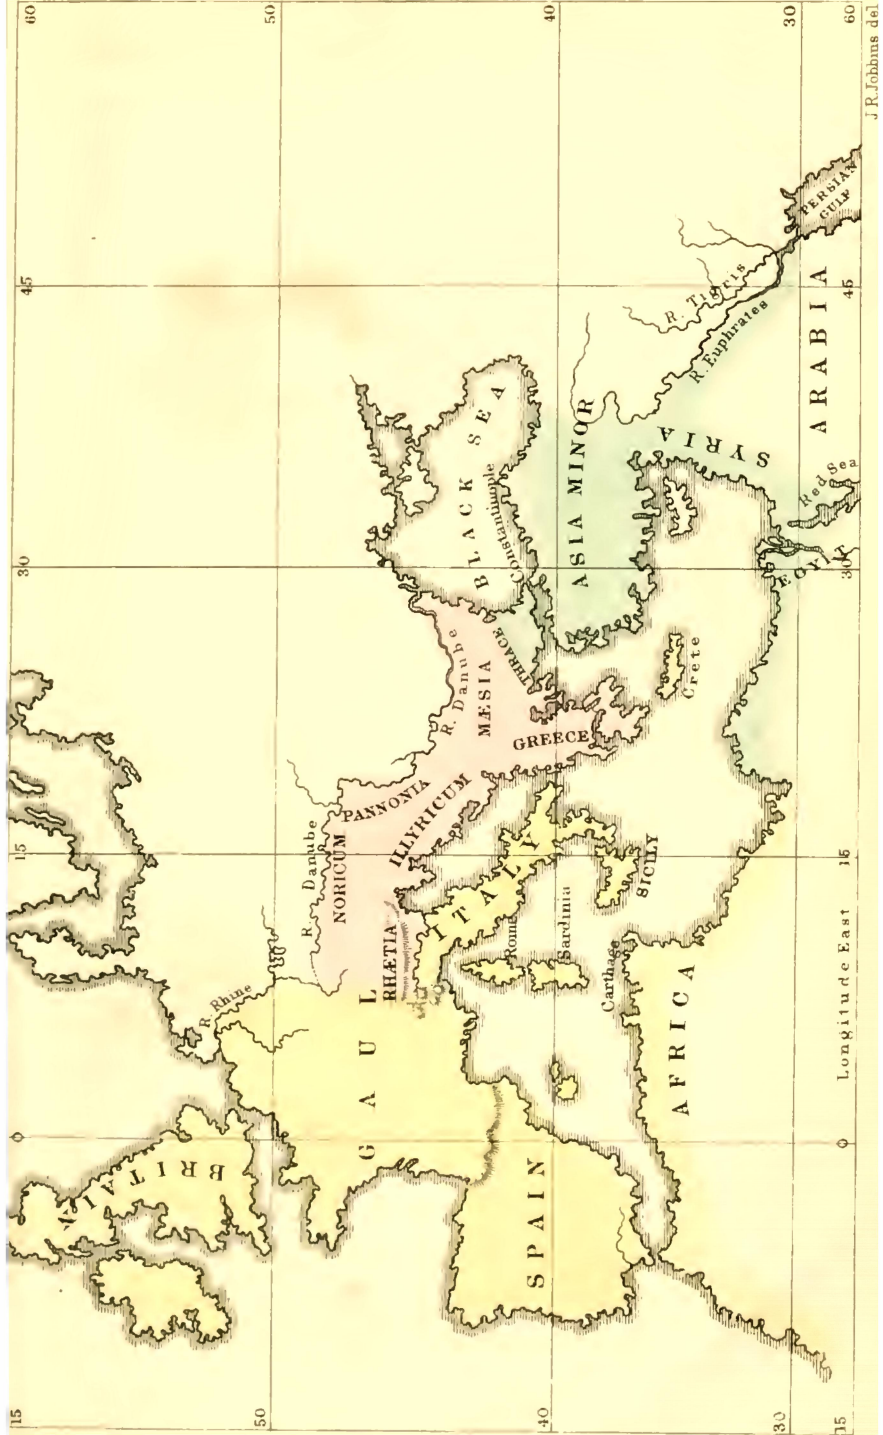 15
0
15
30
45
60
BRITAIN
R. Rhine
50
50
GAUL
NORICUM
R. Danube
PANNONIA
RHÆTIA
ILLYRICUM
R. Danube
MÆSIA
BLACK SEA
Constantinople
THRACE
ITALY
GREECE
40
40
SPAIN
Rome
Sardinia
SICILY
Carthage
ASIA MINOR
R. Tigris
R. Euphrates
Crete
SYRIA
AFRICA
EGYPT
Red Sea
ARABIA
PERSIAN
GULF
30
30
15
0
Longitude East
15
30
45
60
J R. Jobbins del